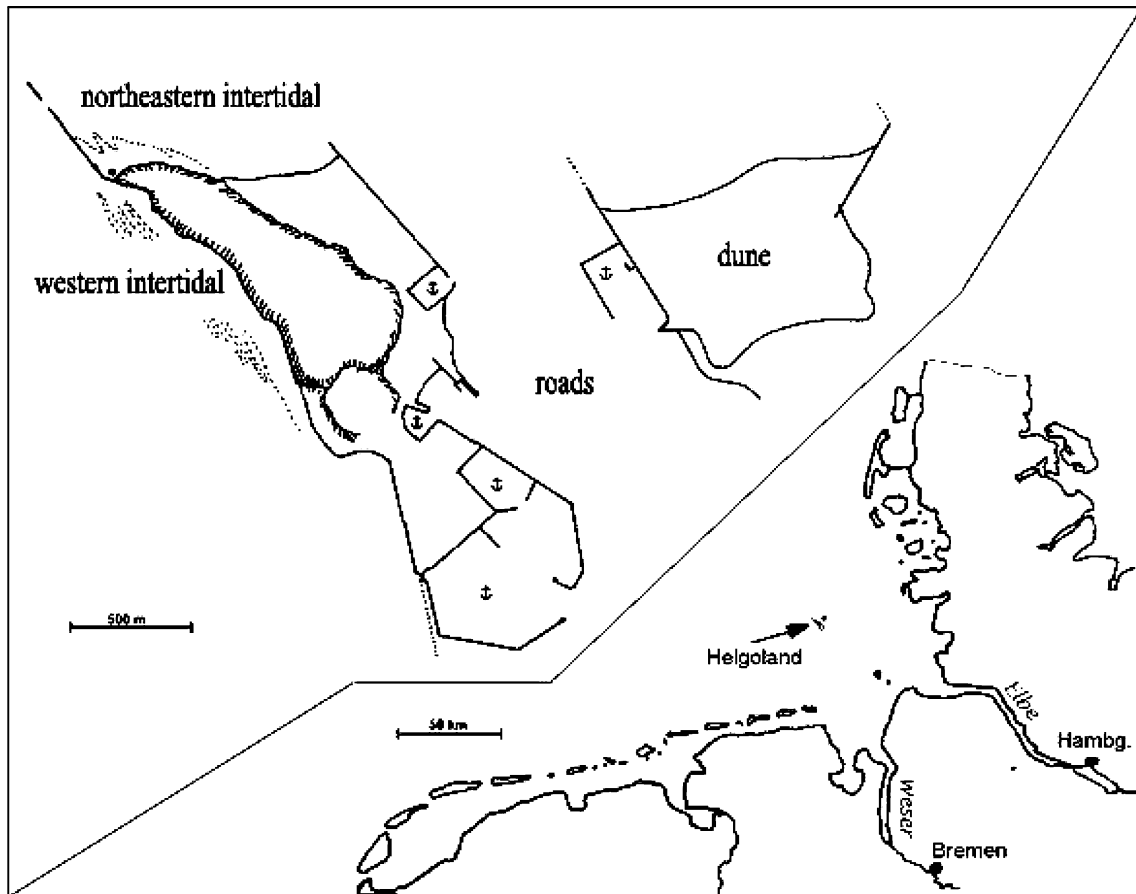 northeastern intertidal
western intertidal
dune
roads
500 m
Helgoland
50 km
Elbe
Hambg.
Weser
Bremen